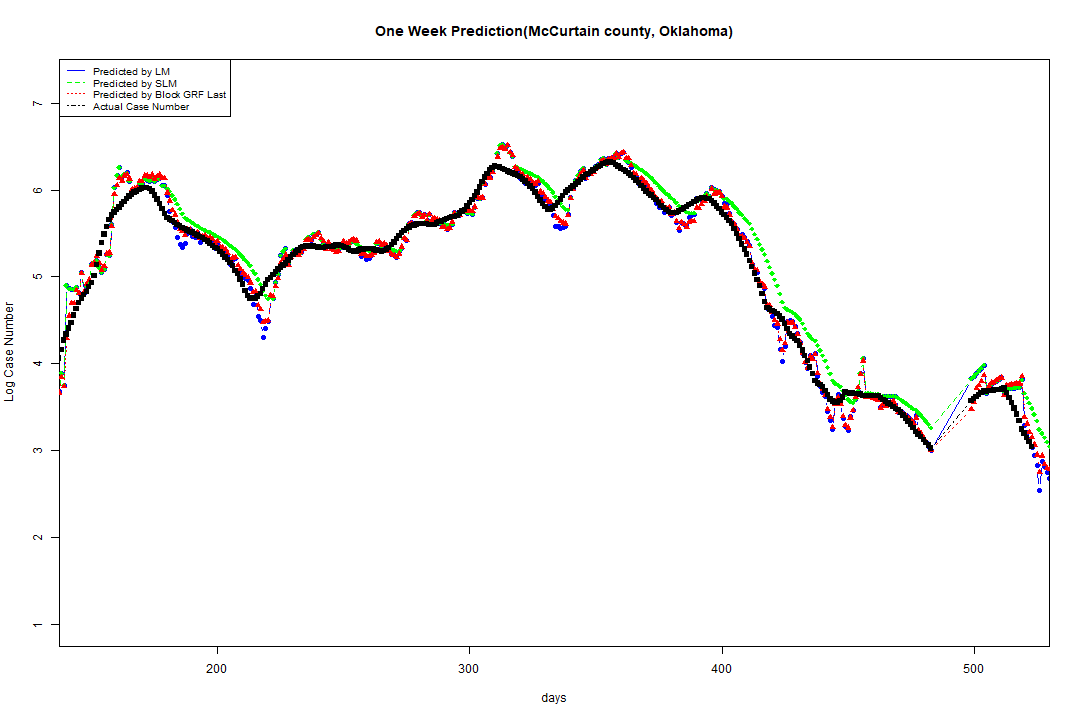 One Week Prediction(McCurtain county, Oklahoma)
Predicted by LM
Predicted by SLM
Predicted by Block GRF Last
Actual Case Number
7
6
5
4
3
2
1
Log Case Number
200 300 400 500
days